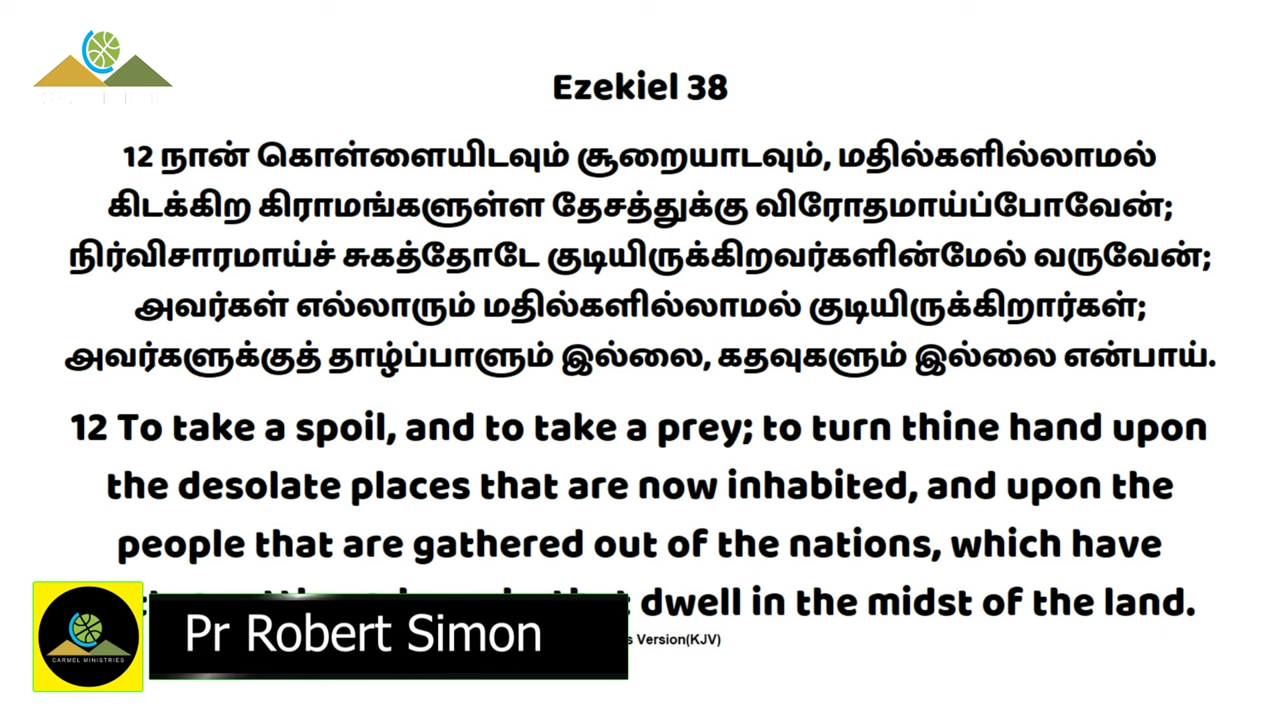 Ezekiel 38
12 நான் கொள்ளையிடவும் சூறையாடவும், மதில்களில்லாமல்
கிடக்கிற கிராமங்களுள்ள தேசத்துக்கு விரோதமாய்ப்போவேன்;
நிர்விசாரமாய்ச் சுகத்தோடே குடியிருக்கிறவர்களின்மேல் வருவேன்;
அவர்கள் எல்லாரும் மதில்களில்லாமல் குடியிருக்கிறார்கள்;
அவர்களுக்குத் தாழ்ப்பாளும் இல்லை, கதவுகளும் இல்லை என்பாய்.
12 To take a spoil, and to take a prey; to turn thine hand upon
the desolate places that are now inhabited, and upon the
people that are gathered out of the nations, which have
dwell in the midst of the land.
Version(KJV)
Pr Robert Simon
CARMEL MINISTRIES